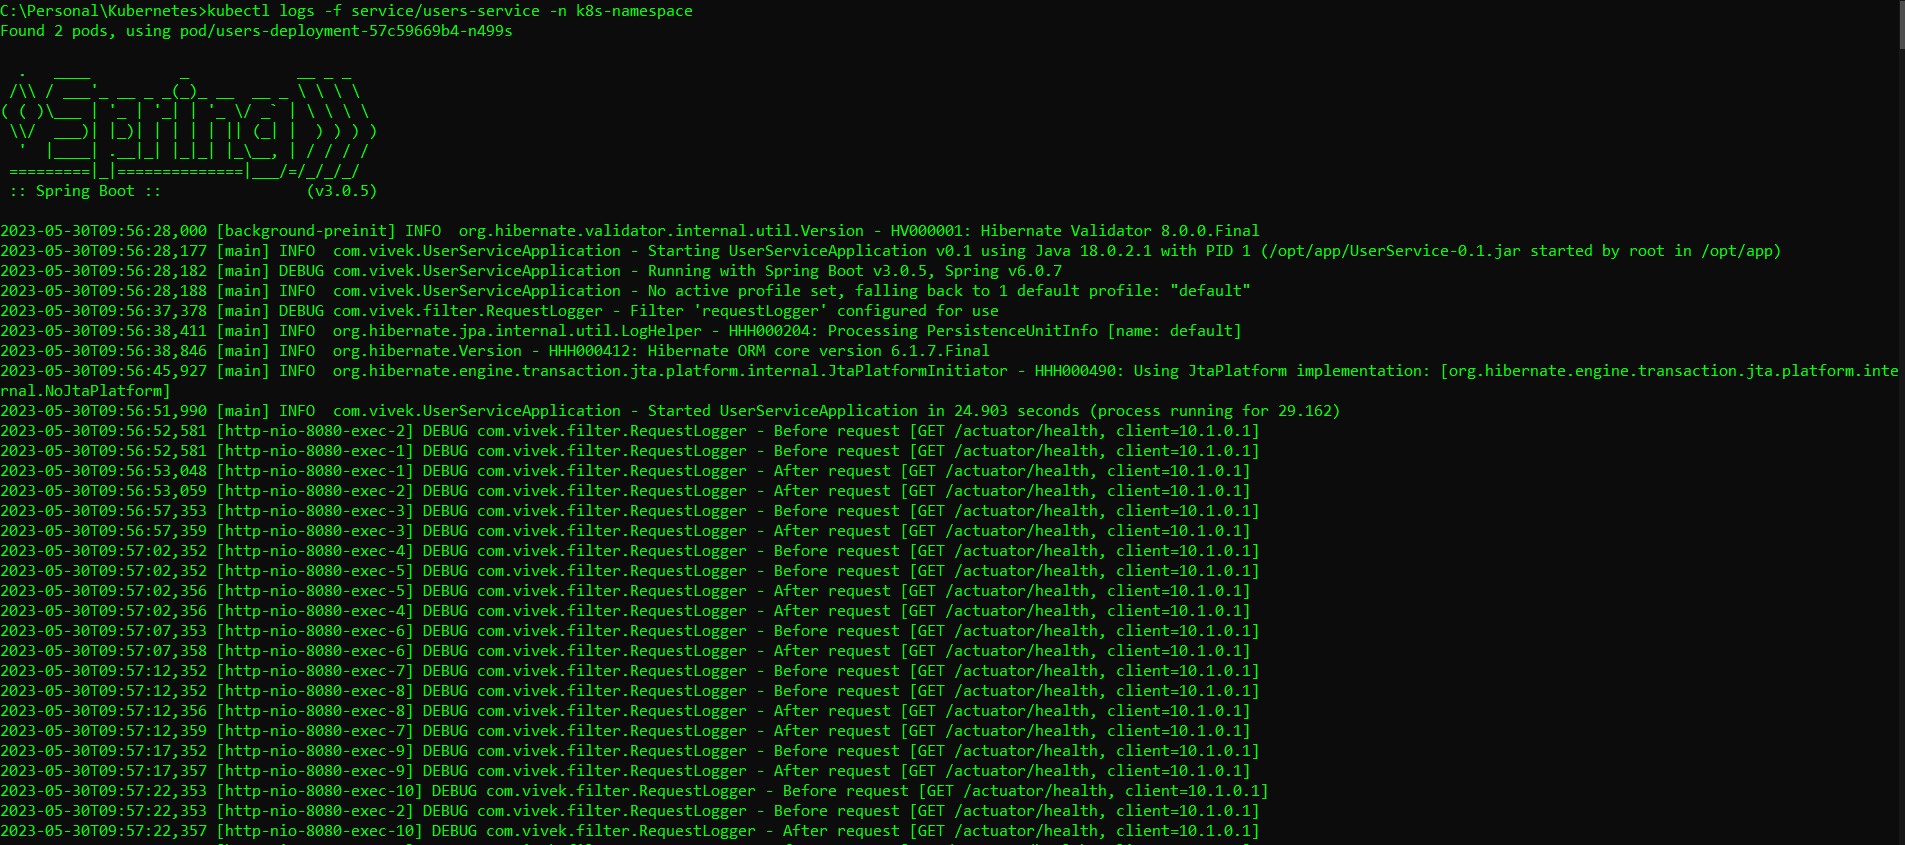 C:\Personal\Kubernetes>kubectl logs -f service/users-service -n k8s-namespace
Found 2 pods, using pod/users-deployment-57c59669b4-n499s

  .   ____          _            __ _ _
 /\\ / ___'_ __ _ _(_)_ __  __ _ \ \ \ \
( ( )\___ | '_ | '_| | '_ \/ _` | \ \ \ \
 \\/  ___)| |_)| | | | | || (_| |  ) ) ) )
  '  |____| .__|_| |_|_| |_\__, | / / / /
 =========|_|==============|___/=/_/_/_/
 :: Spring Boot ::                (v3.0.5)

2023-05-30T09:56:28,000 [background-preinit] INFO  org.hibernate.validator.internal.util.Version - HV000001: Hibernate Validator 8.0.0.Final
2023-05-30T09:56:28,177 [main] INFO  com.vivek.UserServiceApplication - Starting UserServiceApplication v0.1 using Java 18.0.2.1 with PID 1 (/opt/app/UserService-0.1.jar started by root in /opt/app)
2023-05-30T09:56:28,182 [main] DEBUG com.vivek.UserServiceApplication - Running with Spring Boot v3.0.5, Spring v6.0.7
2023-05-30T09:56:28,188 [main] INFO  com.vivek.UserServiceApplication - No active profile set, falling back to 1 default profile: "default"
2023-05-30T09:56:37,378 [main] DEBUG com.vivek.filter.RequestLogger - Filter 'requestLogger' configured for use
2023-05-30T09:56:38,411 [main] INFO  org.hibernate.jpa.internal.util.LogHelper - HHH000204: Processing PersistenceUnitInfo [name: default]
2023-05-30T09:56:38,846 [main] INFO  org.hibernate.Version - HHH000412: Hibernate ORM core version 6.1.7.Final
2023-05-30T09:56:45,927 [main] INFO  org.hibernate.engine.transaction.jta.platform.internal.JtaPlatformInitiator - HHH000490: Using JtaPlatform implementation: [org.hibernate.engine.transaction.jta.platform.inte
rnal.NoJtaPlatform]
2023-05-30T09:56:51,990 [main] INFO  com.vivek.UserServiceApplication - Started UserServiceApplication in 24.903 seconds (process running for 29.162)
2023-05-30T09:56:52,581 [http-nio-8080-exec-2] DEBUG com.vivek.filter.RequestLogger - Before request [GET /actuator/health, client=10.1.0.1]
2023-05-30T09:56:52,581 [http-nio-8080-exec-1] DEBUG com.vivek.filter.RequestLogger - Before request [GET /actuator/health, client=10.1.0.1]
2023-05-30T09:56:53,048 [http-nio-8080-exec-1] DEBUG com.vivek.filter.RequestLogger - After request [GET /actuator/health, client=10.1.0.1]
2023-05-30T09:56:53,059 [http-nio-8080-exec-2] DEBUG com.vivek.filter.RequestLogger - After request [GET /actuator/health, client=10.1.0.1]
2023-05-30T09:56:57,353 [http-nio-8080-exec-3] DEBUG com.vivek.filter.RequestLogger - Before request [GET /actuator/health, client=10.1.0.1]
2023-05-30T09:56:57,359 [http-nio-8080-exec-3] DEBUG com.vivek.filter.RequestLogger - After request [GET /actuator/health, client=10.1.0.1]
2023-05-30T09:57:02,352 [http-nio-8080-exec-4] DEBUG com.vivek.filter.RequestLogger - Before request [GET /actuator/health, client=10.1.0.1]
2023-05-30T09:57:02,352 [http-nio-8080-exec-5] DEBUG com.vivek.filter.RequestLogger - Before request [GET /actuator/health, client=10.1.0.1]
2023-05-30T09:57:02,356 [http-nio-8080-exec-5] DEBUG com.vivek.filter.RequestLogger - After request [GET /actuator/health, client=10.1.0.1]
2023-05-30T09:57:02,356 [http-nio-8080-exec-4] DEBUG com.vivek.filter.RequestLogger - After request [GET /actuator/health, client=10.1.0.1]
2023-05-30T09:57:07,353 [http-nio-8080-exec-6] DEBUG com.vivek.filter.RequestLogger - Before request [GET /actuator/health, client=10.1.0.1]
2023-05-30T09:57:07,358 [http-nio-8080-exec-6] DEBUG com.vivek.filter.RequestLogger - After request [GET /actuator/health, client=10.1.0.1]
2023-05-30T09:57:12,352 [http-nio-8080-exec-7] DEBUG com.vivek.filter.RequestLogger - Before request [GET /actuator/health, client=10.1.0.1]
2023-05-30T09:57:12,352 [http-nio-8080-exec-8] DEBUG com.vivek.filter.RequestLogger - Before request [GET /actuator/health, client=10.1.0.1]
2023-05-30T09:57:12,356 [http-nio-8080-exec-8] DEBUG com.vivek.filter.RequestLogger - After request [GET /actuator/health, client=10.1.0.1]
2023-05-30T09:57:12,359 [http-nio-8080-exec-7] DEBUG com.vivek.filter.RequestLogger - After request [GET /actuator/health, client=10.1.0.1]
2023-05-30T09:57:17,352 [http-nio-8080-exec-9] DEBUG com.vivek.filter.RequestLogger - Before request [GET /actuator/health, client=10.1.0.1]
2023-05-30T09:57:17,357 [http-nio-8080-exec-9] DEBUG com.vivek.filter.RequestLogger - After request [GET /actuator/health, client=10.1.0.1]
2023-05-30T09:57:22,353 [http-nio-8080-exec-10] DEBUG com.vivek.filter.RequestLogger - Before request [GET /actuator/health, client=10.1.0.1]
2023-05-30T09:57:22,353 [http-nio-8080-exec-2] DEBUG com.vivek.filter.RequestLogger - Before request [GET /actuator/health, client=10.1.0.1]
2023-05-30T09:57:22,357 [http-nio-8080-exec-10] DEBUG com.vivek.filter.RequestLogger - After request [GET /actuator/health, client=10.1.0.1]